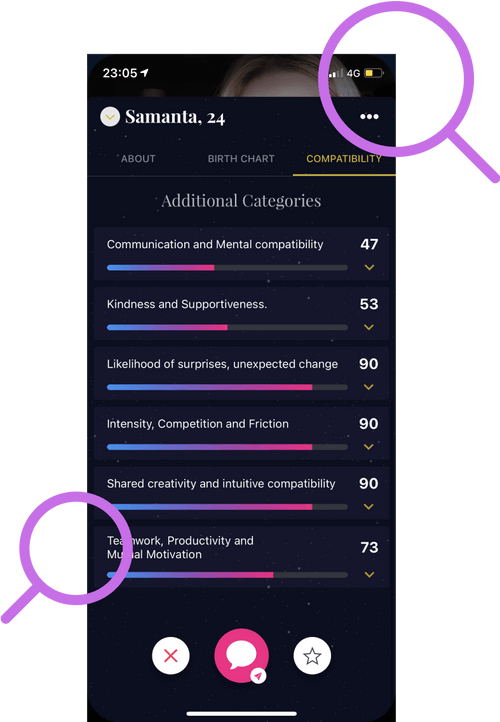 23:05 4G
Samanta, 24
ABOUT BIRTH CHART COMPATIBILITY
Additional Categories
Communication and Mental compatibility 47
Kindness and Supportiveness. 53
Likelihood of surprises, unexpected change 90
Intensity, Competition and Friction 90
Shared creativity and intuitive compatibility 90
Teamwork, Productivity and
Mutual Motivation 73